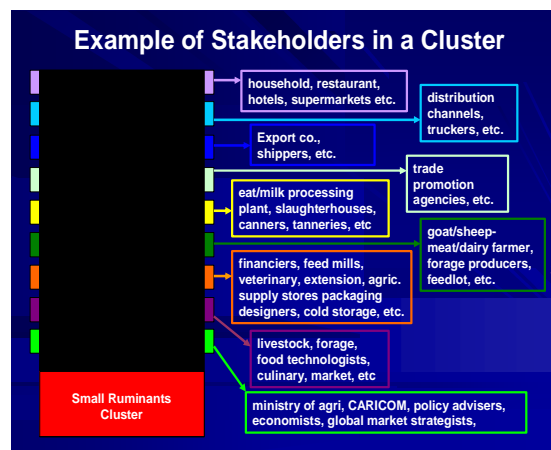 Example of Stakeholders in a Cluster
household, restaurant,
hotels, supermarkets etc.
distribution
channels,
truckers, etc.
Export co.,
shippers, etc.
trade
promotion
agencies, etc.
eat/milk processing
plant, slaughterhouses,
canners, tanneries, etc
goat/sheep-
meat/dairy farmer,
forage producers,
feedlot, etc.
financiers, feed mills,
veterinary, extension, agric.
supply stores packaging
designers, cold storage, etc.
livestock, forage,
food technologists,
culinary, market, etc
Small Ruminants
Cluster
ministry of agri, CARICOM, policy advisers,
economists, global market strategists,